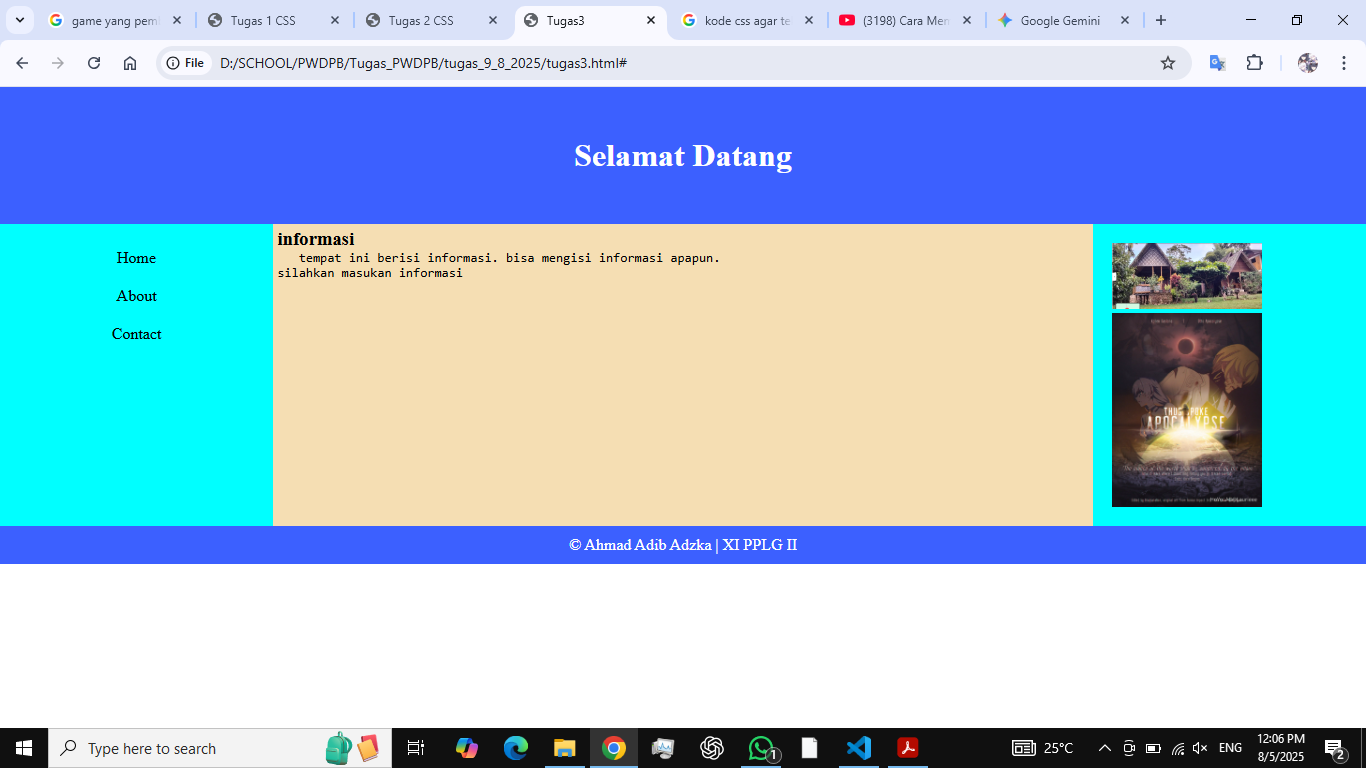 game yang pem
Tugas 1 CSS
Tugas 2 CSS
Tugas3
kode css agar te
(3198) Cara Men
Google Gemini
File
D:/SCHOOL/PWDPB/Tugas_PWDPB/tugas_9_8_2025/tugas3.html#
Selamat Datang
Home
About
Contact
informasi
tempat ini berisi informasi. bisa mengisi informasi apapun.
silahkan masukan informasi
THUS SPOKE
APOCALYPSE
© Ahmad Adib Adzka | XI PPLG II
Type here to search
1
25°C
ENG
12:06 PM
8/5/2025
2